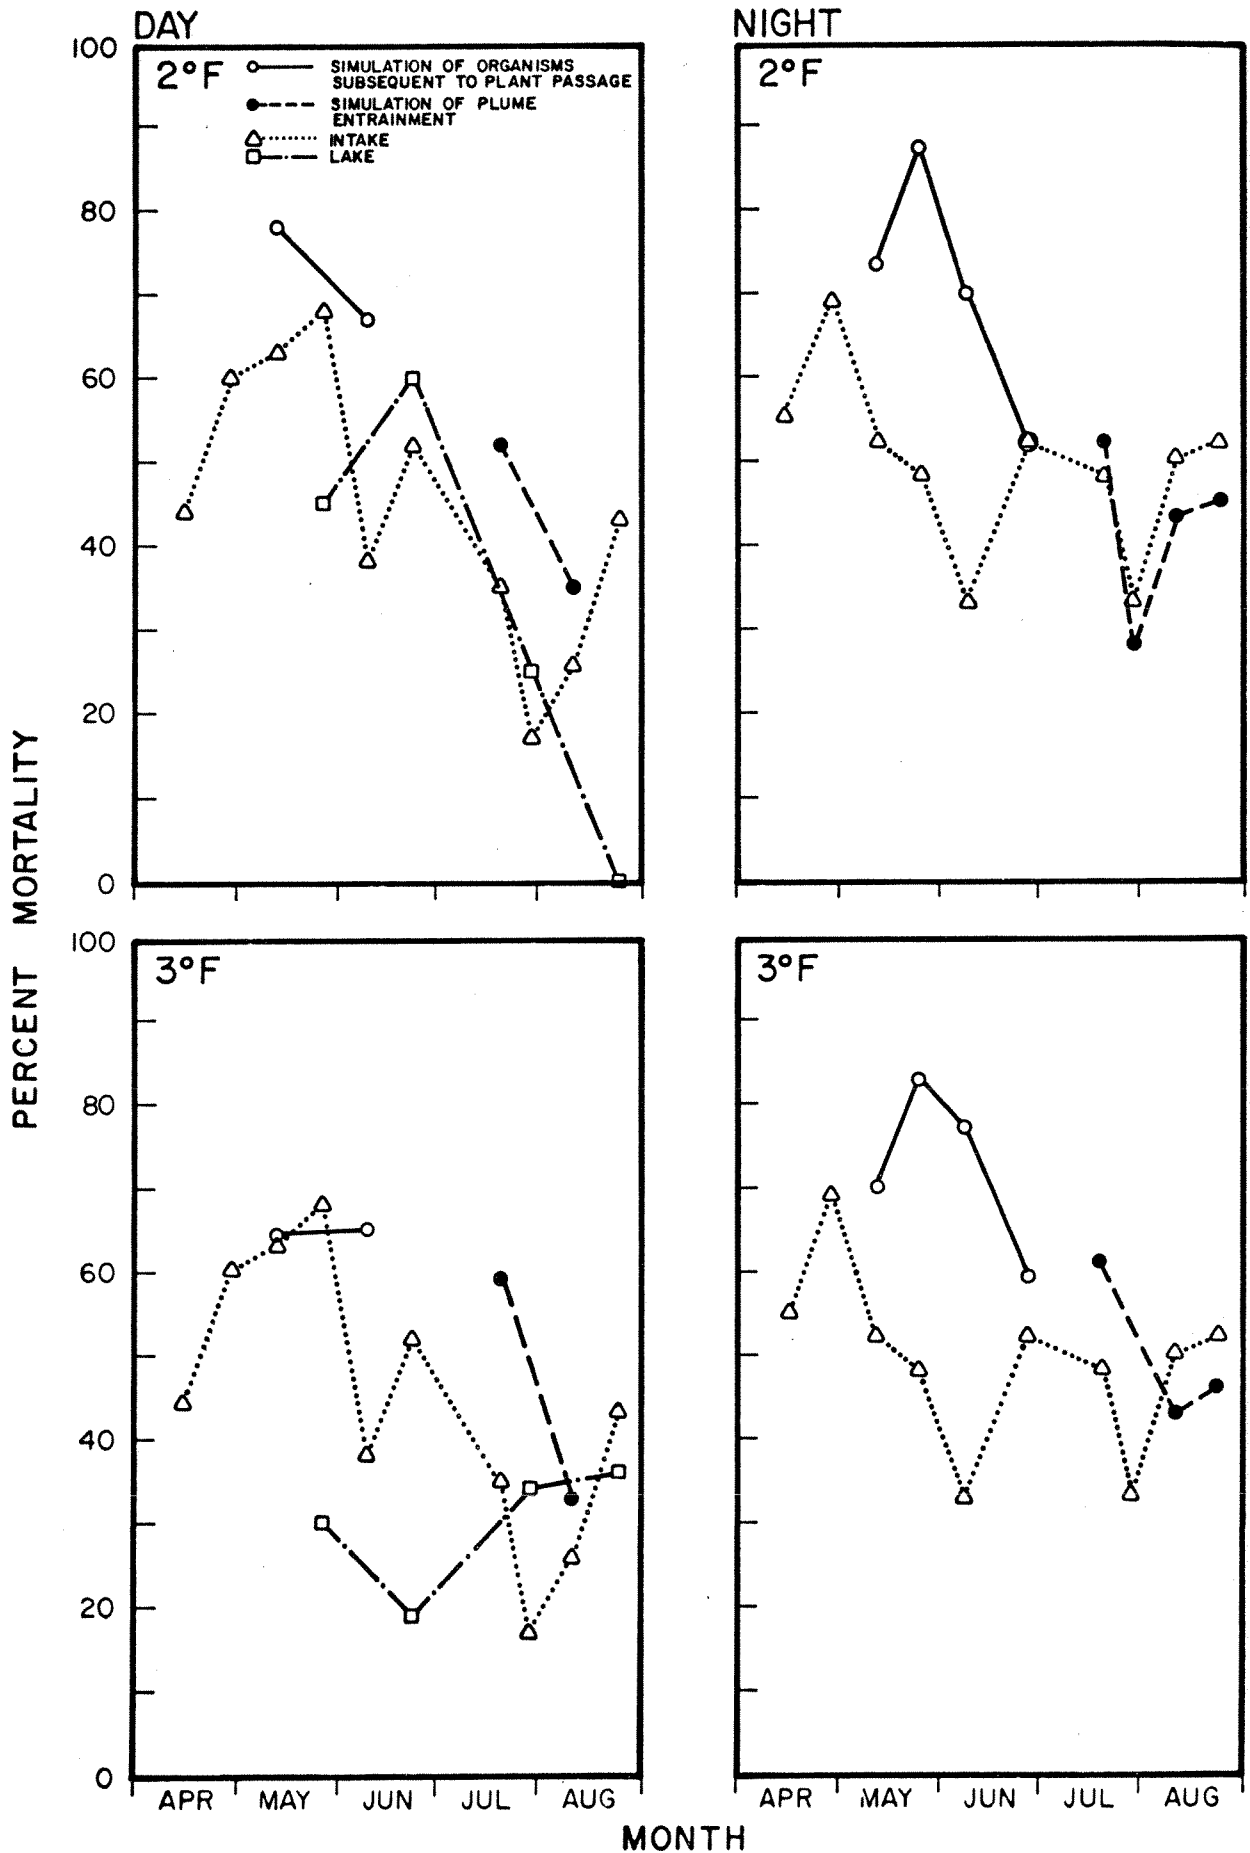 DAY
NIGHT
100
2°F
SIMULATION OF ORGANISMS
SUBSEQUENT TO PLANT PASSAGE
SIMULATION OF PLUME
ENTRAINMENT
INTAKE
LAKE
80
60
40
20
0
2°F
PERCENT MORTALITY
100
3°F
80
60
40
20
0
APR MAY JUN JUL AUG
3°F
APR MAY JUN JUL AUG
MONTH